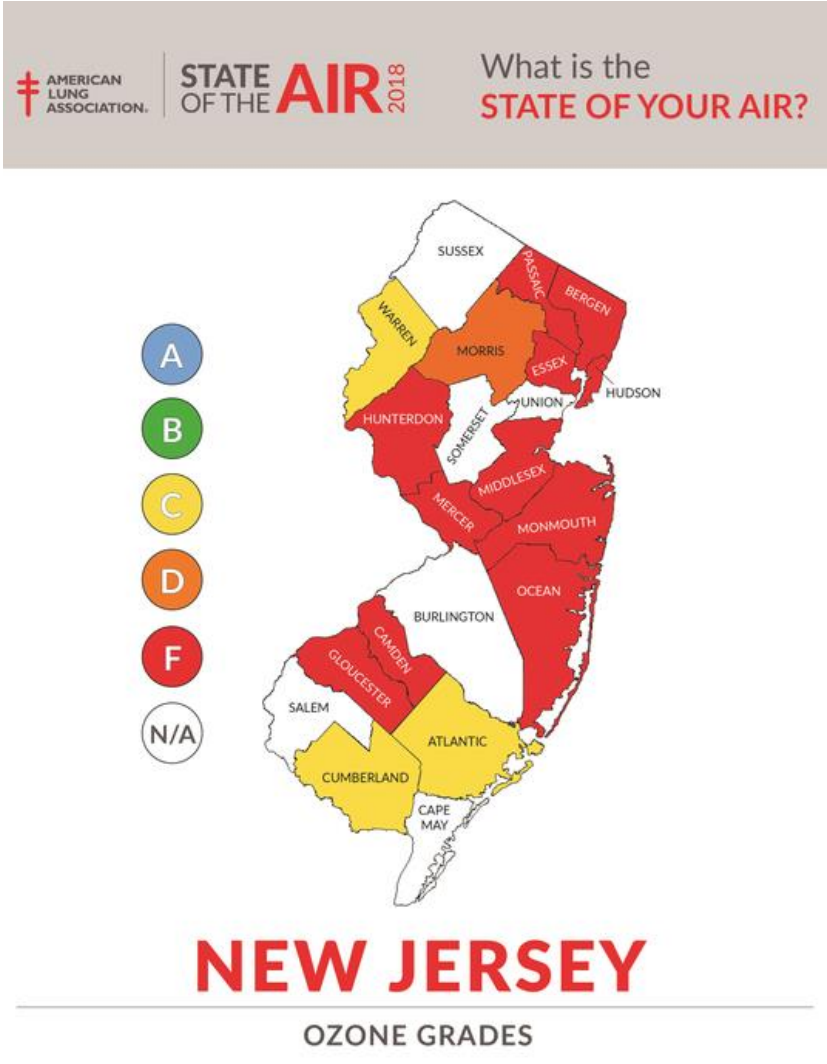 AMERICAN
LUNG
ASSOCIATION.
STATE
OF THE AIR 2018
What is the
STATE OF YOUR AIR?
SUSSEX
PASSAIC
BERGEN
WARREN
MORRIS
ESSEX
HUDSON
UNION
HUNTERDON
SOMERSET
MIDDLESEX
MERCER
MONMOUTH
OCEAN
BURLINGTON
CAMDEN
GLOUCESTER
SALEM
ATLANTIC
CUMBERLAND
CAPE
MAY
A
B
C
D
F
N/A
NEW JERSEY
OZONE GRADES